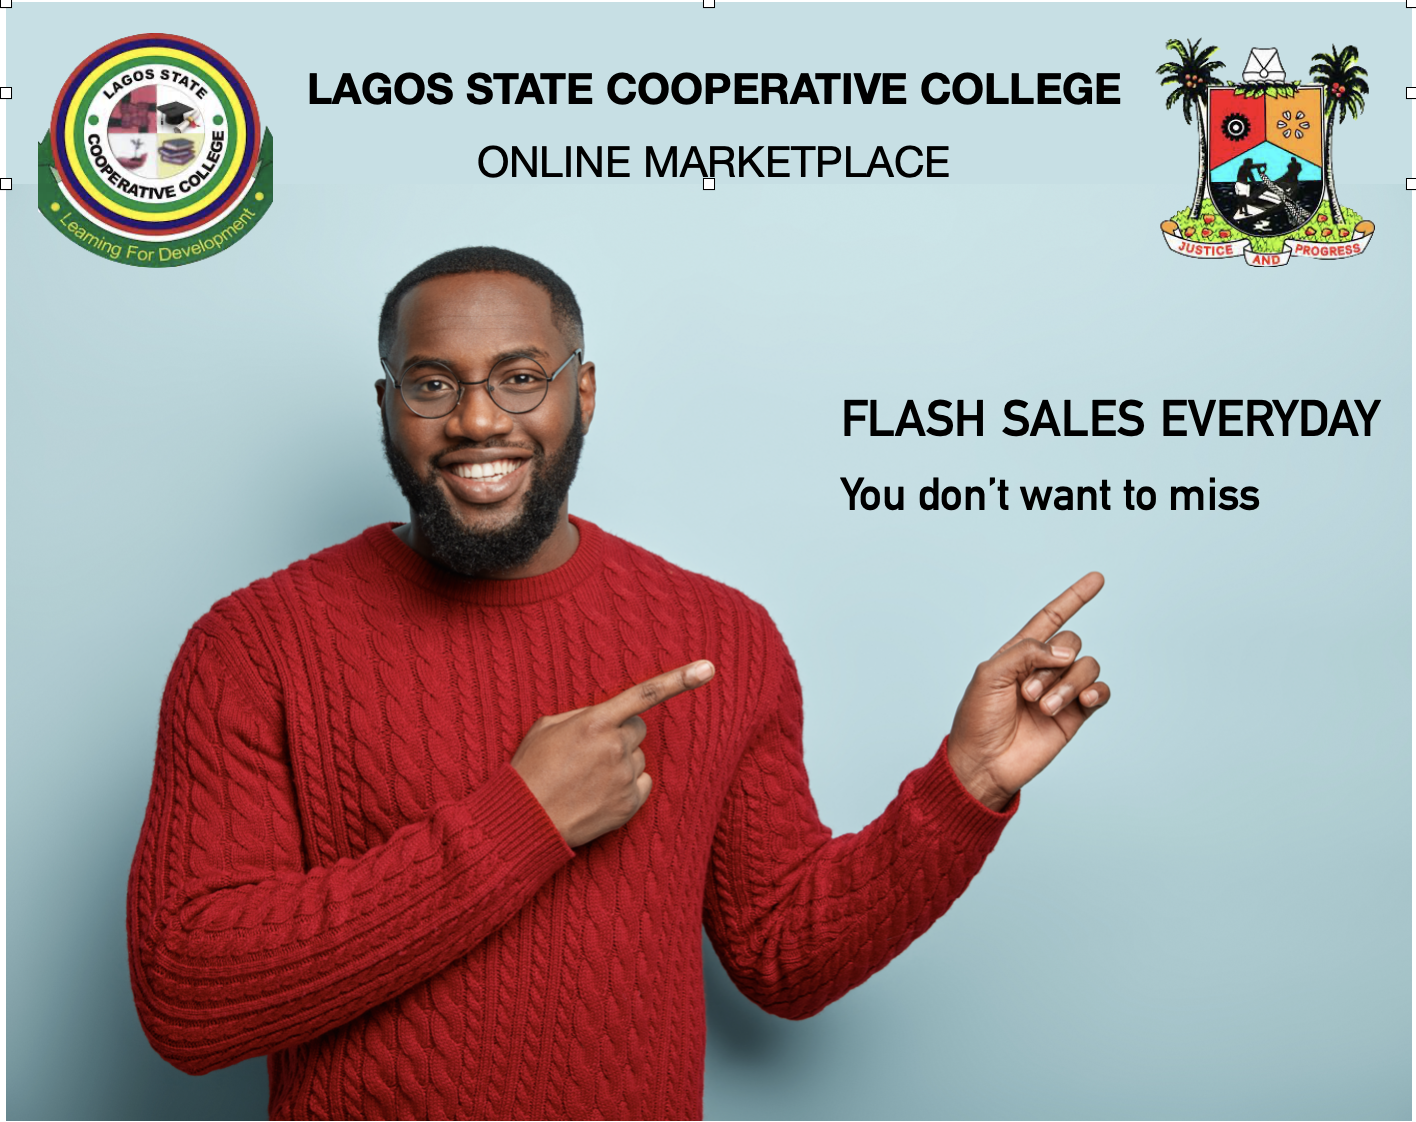 LAGOS STATE COOPERATIVE COLLEGE
ONLINE MARKETPLACE
LAGOS STATE
COOPERATIVE COLLEGE
Learning For Development
JUSTICE AND PROGRESS
FLASH SALES EVERYDAY
You don’t want to miss